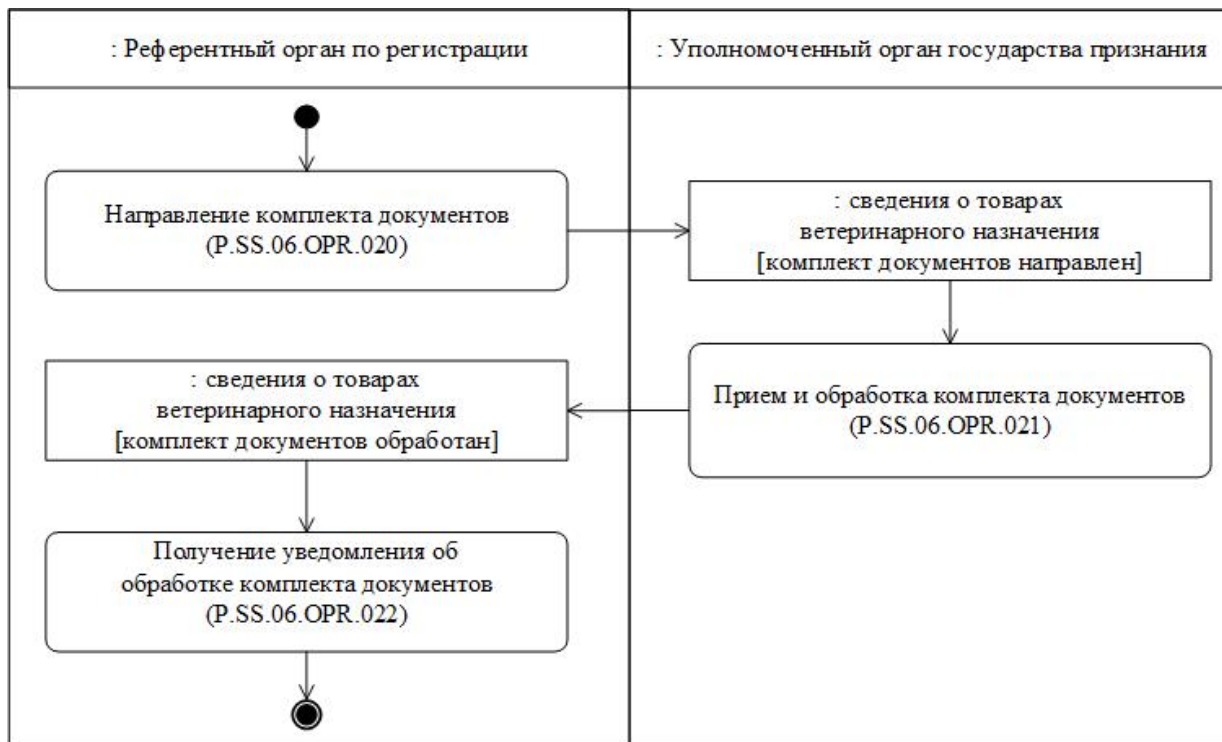 : Референтный орган по регистрации
: Уполномоченный орган государства признания
Направление комплекта документов
(P.SS.06.OPR.020)
: сведения о товарах
ветеринарного назначения
[комплект документов направлен]
Прием и обработка комплекта документов
(P.SS.06.OPR.021)
: сведения о товарах
ветеринарного назначения
[комплект документов обработан]
Получение уведомления об
обработке комплекта документов
(P.SS.06.OPR.022)